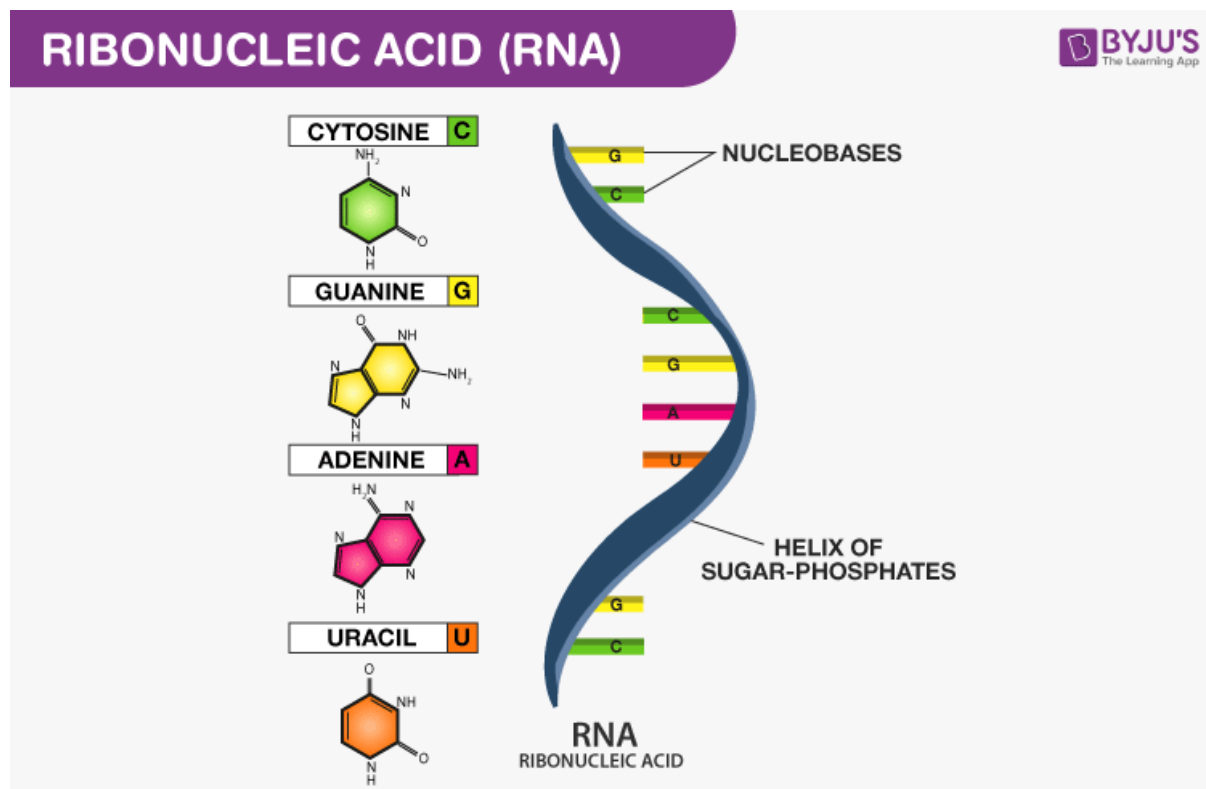 RIBONUCLEIC ACID (RNA)
BYJU'S
The Learning App
CYTOSINE C
NH₂
N
O
N
H
GUANINE G
O
NH
N
NH₂
N
N
H
ADENINE A
H₂N
N
N
N
N
H
URACIL U
O
NH
O
N
H
G
C
NUCLEOBASES
C
G
A
U
HELIX OF
SUGAR-PHOSPHATES
G
C
RNA
RIBONUCLEIC ACID